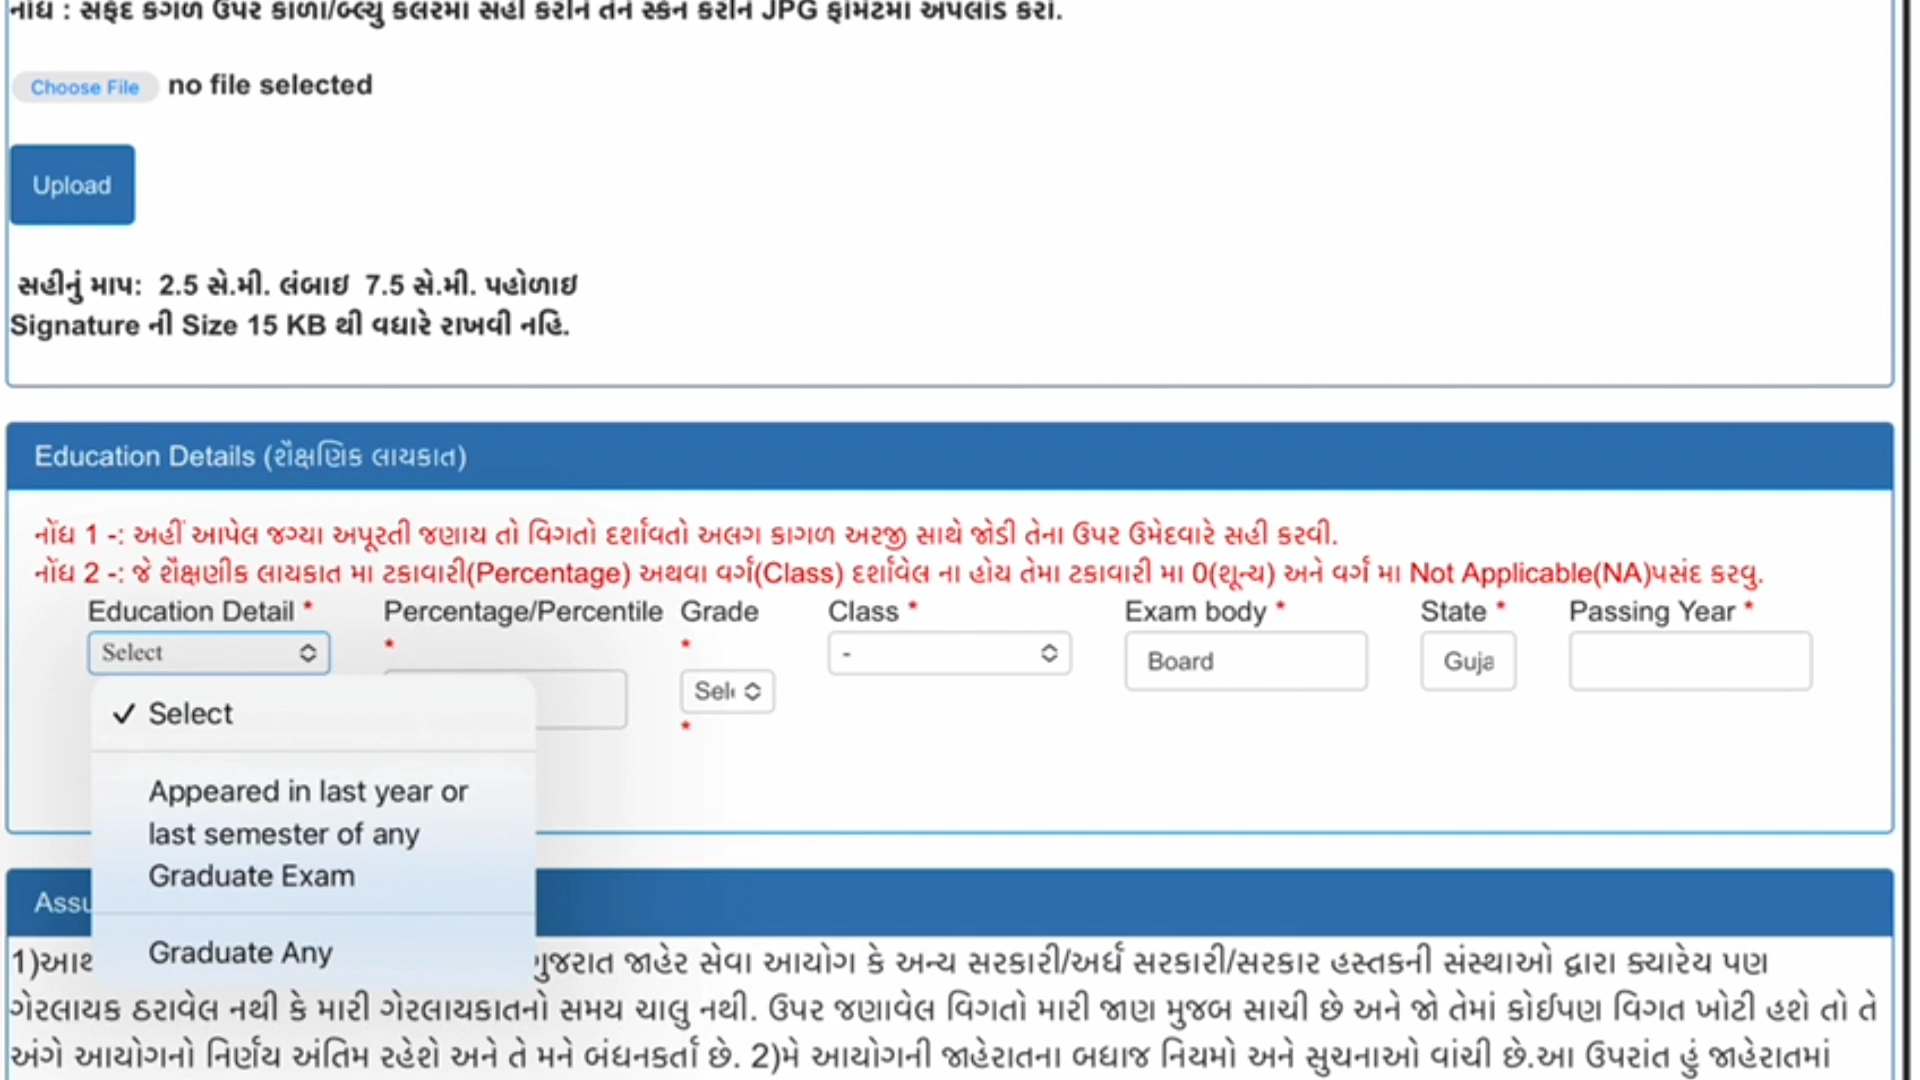 નોંધ : સફેદ કાગળ ઉપર કાળા/બ્લ્યુ કલરમાં સહી કરીને તેને સ્કેન કરીને JPG ફોર્મેટમાં અપલોડ કરો.
Choose File no file selected
Upload
સહીનું માપ: 2.5 સે.મી. લંબાઇ 7.5 સે.મી. પહોળાઇ
Signature ની Size 15 KB થી વધારે રાખવી નહિ.
Education Details (શૈક્ષણિક લાયકાત)
નોંધ 1 -: અહીં આપેલ જગ્યા અપૂરતી જણાય તો વિગતો દર્શાવતો અલગ કાગળ અરજી સાથે જોડી તેના ઉપર ઉમેદવારે સહી કરવી.
નોંધ 2 -: જે શૈક્ષણીક લાયકાત મા ટકાવારી(Percentage) અથવા વર્ગ(Class) દર્શાવેલ ના હોય તેમા ટકાવારી મા 0(શૂન્ય) અને વર્ગ મા Not Applicable(NA)પસંદ કરવુ.
Education Detail * Percentage/Percentile Grade Class * Exam body * State * Passing Year *
* *
Select - Board Guja
Sel
*
✓ Select
Appeared in last year or
last semester of any
Graduate Exam
Graduate Any
Assu
1)આથ ગુજરાત જાહેર સેવા આયોગ કે અન્ય સરકારી/અર્ધ સરકારી/સરકાર હસ્તકની સંસ્થાઓ દ્વારા ક્યારેય પણ
ગેરલાયક ઠરાવેલ નથી કે મારી ગેરલાયકાતનો સમય ચાલુ નથી. ઉપર જણાવેલ વિગતો મારી જાણ મુજબ સાચી છે અને જો તેમાં કોઈપણ વિગત ખોટી હશે તો તે
અંગે આયોગનો નિર્ણય અંતિમ રહેશે અને તે મને બંધનકર્તા છે. 2)મે આયોગની જાહેરાતના બધાજ નિયમો અને સુચનાઓ વાંચી છે.આ ઉપરાંત હું જાહેરાતમાં